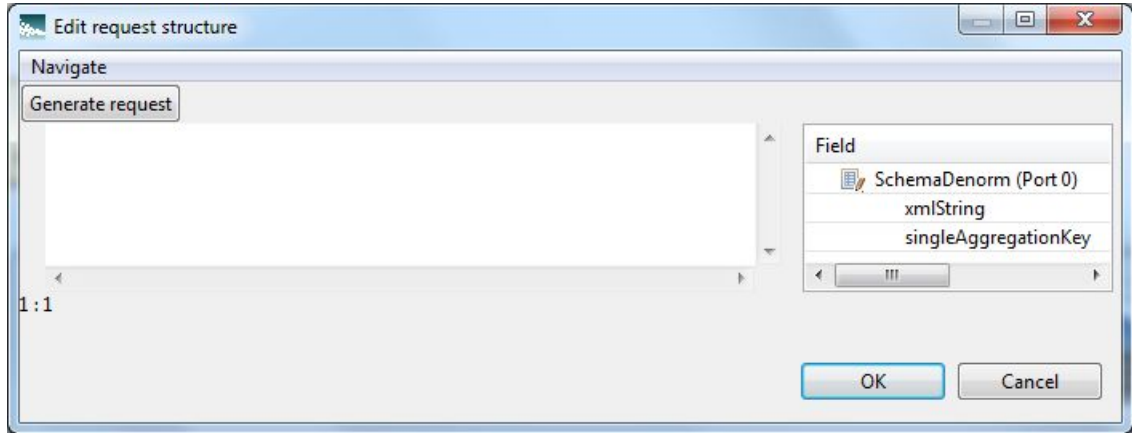 Edit request structure
Navigate
Generate request
Field
SchemaDenorm (Port 0)
xmlString
singleAggregationKey
1:1
OK
Cancel